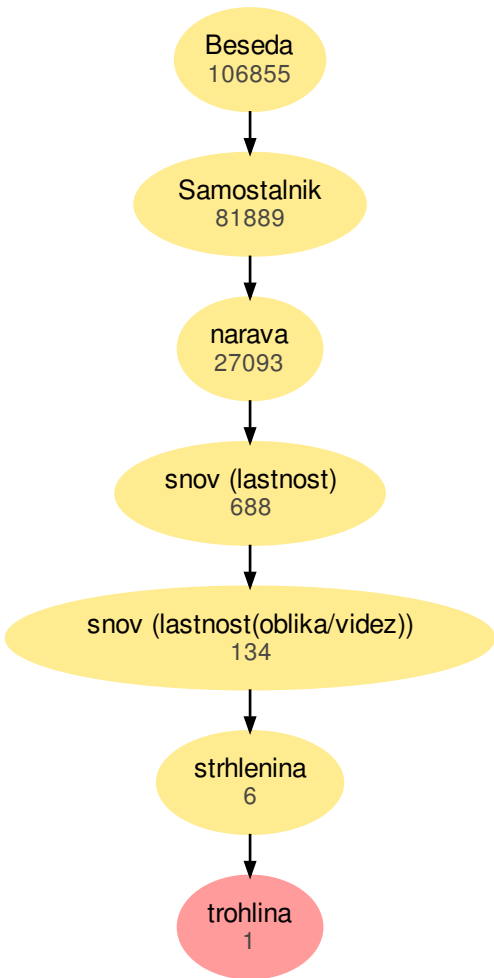 Beseda
106855
Samostalnik
81889
narava
27093
snov (lastnost)
688
snov (lastnost(oblika/videz))
134
strhlenina
6
trohlina
1